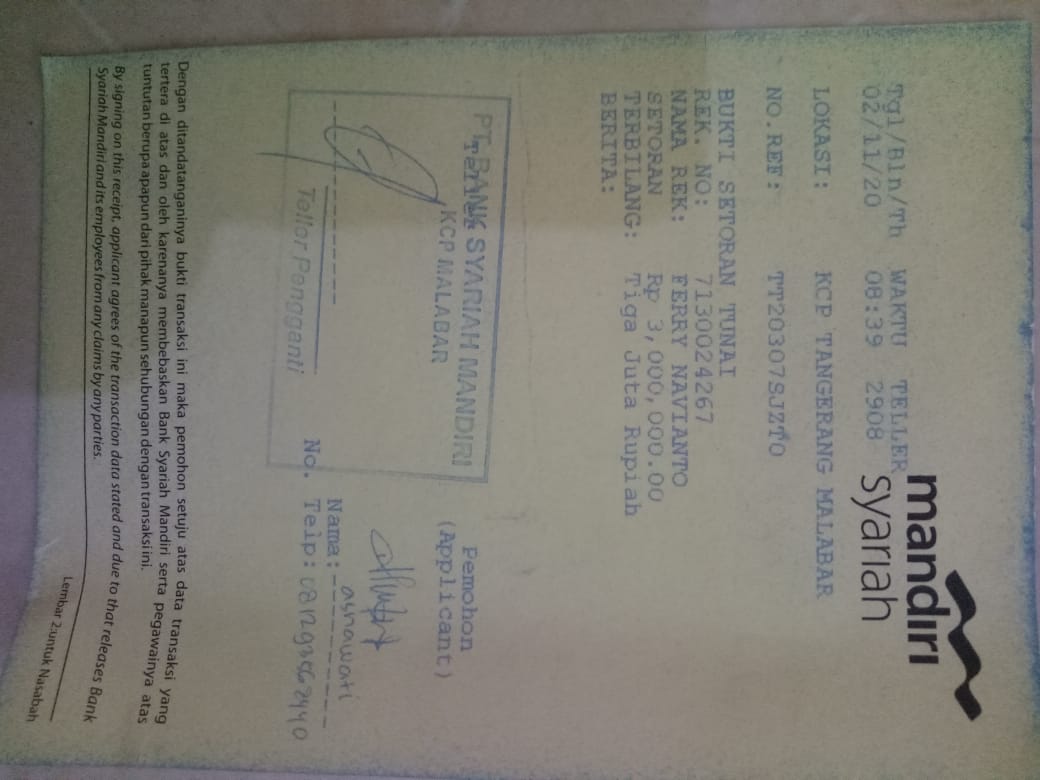 mandiri
syariah
Tgl/Bln/Th WAKTU TELLER
02/11/20 08:39 2908
LOKASI: KCP TANGERANG MALABAR
NO.REF: TT20307SJZTO
BUKTI SETORAN TUNAI
REK. NO: 7130024267
NAMA REK: FERRY NAVIANTO
SETORAN Rp 3,000,000.00
TERBILANG: Tiga Juta Rupiah
BERITA:
PT. BANK SYARIAH MANDIRI
KCP MALABAR
Teller Pengganti
Pemohon
(Applicant)
Nama: asnawati
No. Telp:
Dengan ditandatanganinya bukti transaksi ini maka pemohon setuju atas data transaksi yang
tertera di atas dan oleh karenanya membebaskan Bank Syariah Mandiri serta pegawainya atas
tuntutan berupa apapun dari pihak manapun sehubungan dengan transaksi ini.
By signing on this receipt, applicant agrees of the transaction data stated and due to that releases Bank
Syariah Mandiri and its employees from any claims by any parties.
Lembar 2:untuk Nasabah